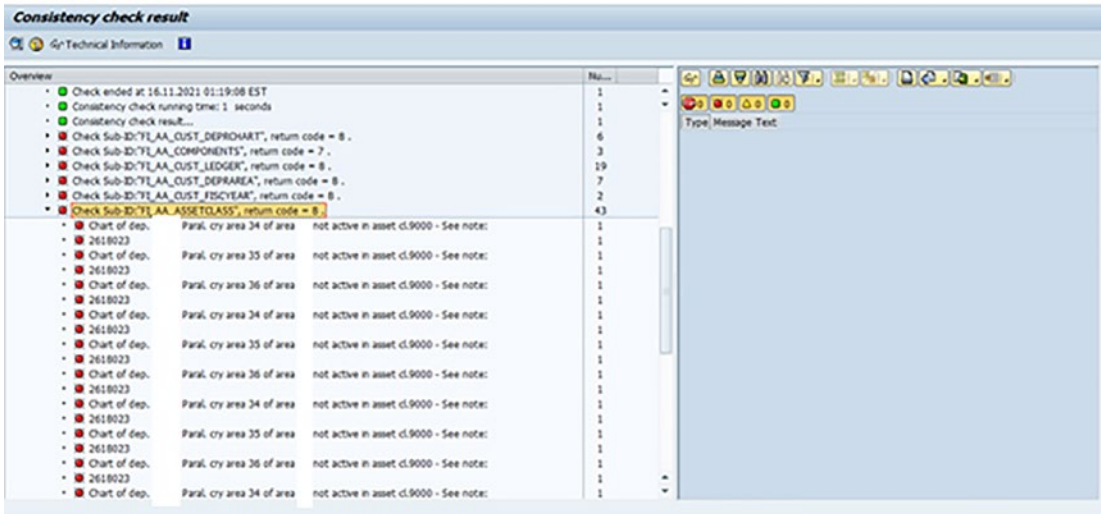 Consistency check result
Technical Information
Overview Nu...
Check ended at 16.11.2021 01:19:08 EST 1
Consistency check running time: 1 seconds 1
Consistency check result... 1
Check Sub-ID:"FI_AA_CUST_DEPRCHART", return code = 8 . 6
Check Sub-ID:"FI_AA_COMPONENTS", return code = 7 . 3
Check Sub-ID:"FI_AA_CUST_LEDGER", return code = 8 . 19
Check Sub-ID:"FI_AA_CUST_DEPRAREA", return code = 8 . 7
Check Sub-ID:"FI_AA_CUST_FISCYEAR", return code = 8 . 2
Check Sub-ID:"FI_AA_ASSETCLASS", return code = 8 . 43
Chart of dep. Paral. cry area 34 of area not active in asset cl.9000 - See note: 1
2618023 1
Chart of dep. Paral. cry area 35 of area not active in asset cl.9000 - See note: 1
2618023 1
Chart of dep. Paral. cry area 36 of area not active in asset cl.9000 - See note: 1
2618023 1
Chart of dep. Paral. cry area 34 of area not active in asset cl.9000 - See note: 1
2618023 1
Chart of dep. Paral. cry area 35 of area not active in asset cl.9000 - See note: 1
2618023 1
Chart of dep. Paral. cry area 36 of area not active in asset cl.9000 - See note: 1
2618023 1
Chart of dep. Paral. cry area 34 of area not active in asset cl.9000 - See note: 1
2618023 1
Chart of dep. Paral. cry area 35 of area not active in asset cl.9000 - See note: 1
2618023 1
Chart of dep. Paral. cry area 36 of area not active in asset cl.9000 - See note: 1
2618023 1
Chart of dep. Paral. cry area 34 of area not active in asset cl.9000 - See note: 1
0 0 0 0
Type Message Text